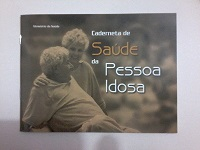 Ministério da Saúde
Caderneta de
Saúde
da Pessoa
Idosa